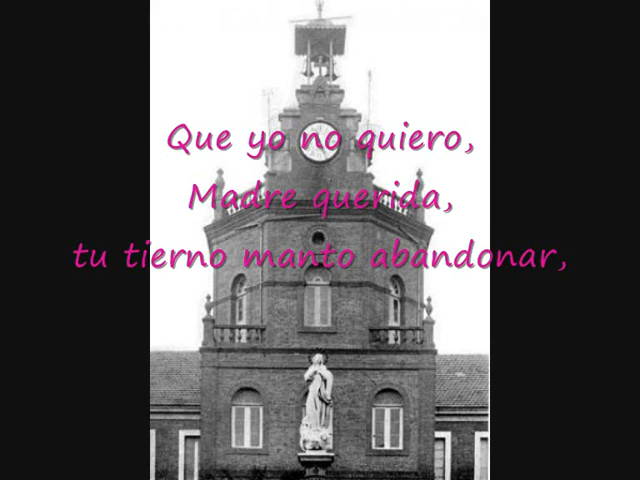 Que yo no quiero,
Madre querida,
tu tierno manto abandonar,